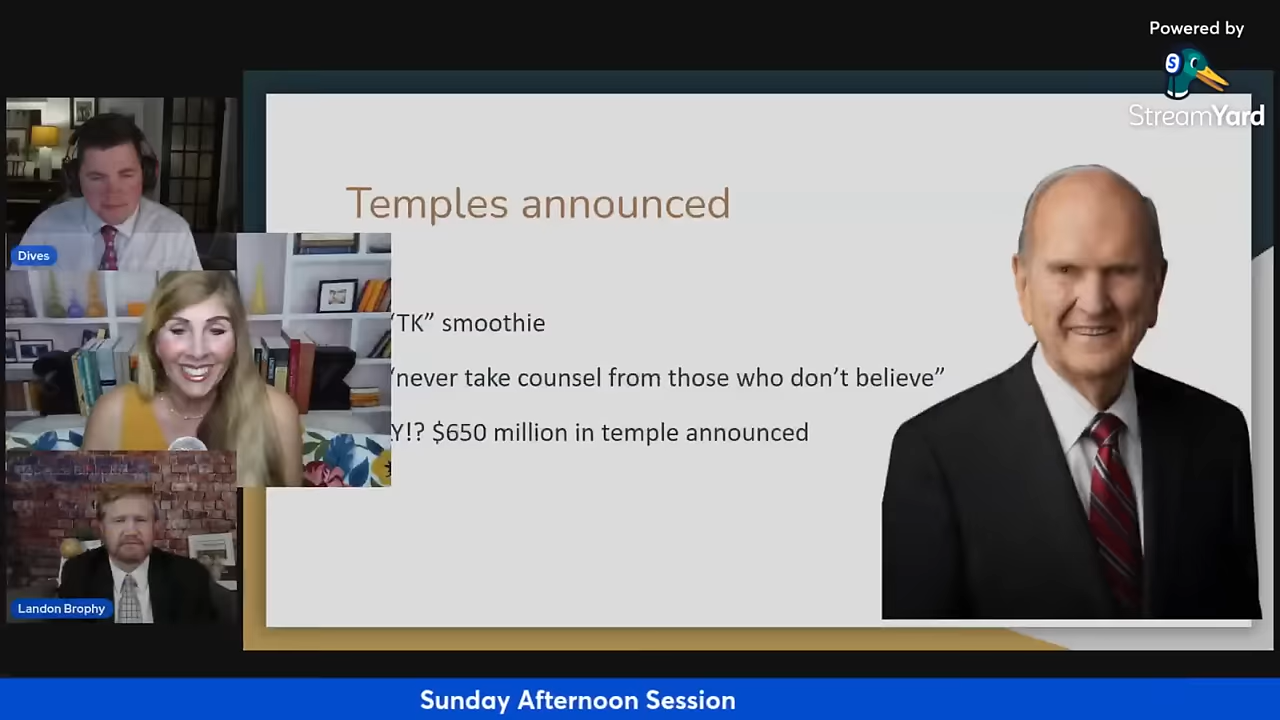 Powered by
StreamYard
Temples announced
Dives
“TK” smoothie
“never take counsel from those who don’t believe”
Y!? $650 million in temple announced
Landon Brophy
Sunday Afternoon Session